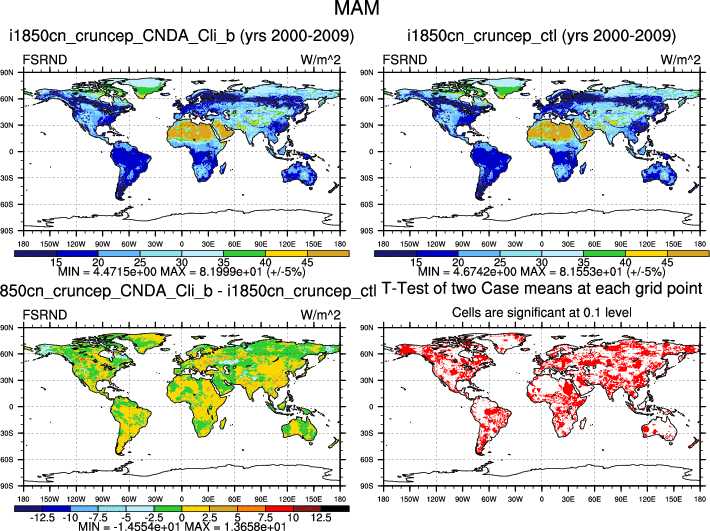 MAM
i1850cn_cruncep_CNDA_Cli_b (yrs 2000-2009)
FSRND W/m^2
90N
60N
30N
0
30S
60S
90S
180 150W 120W 90W 60W 30W 0 30E 60E 90E 120E 150E 180
15 20 25 30 35 40 45
MIN = 4.4715e+00 MAX = 8.1999e+01 (+/-5%)
i1850cn_cruncep_ctl (yrs 2000-2009)
FSRND W/m^2
90N
60N
30N
0
30S
60S
90S
180 150W 120W 90W 60W 30W 0 30E 60E 90E 120E 150E 180
15 20 25 30 35 40 45
MIN = 4.6742e+00 MAX = 8.1553e+01 (+/-5%)
850cn_cruncep_CNDA_Cli_b - i1850cn_cruncep_ctl
FSRND W/m^2
90N
60N
30N
0
30S
60S
90S
180 150W 120W 90W 60W 30W 0 30E 60E 90E 120E 150E 180
-12.5 -10 -7.5 -5 -2.5 0 2.5 5 7.5 10 12.5
MIN = -1.4554e+01 MAX = 1.3658e+01
T-Test of two Case means at each grid point
Cells are significant at 0.1 level
90N
60N
30N
0
30S
60S
90S
180 150W 120W 90W 60W 30W 0 30E 60E 90E 120E 150E 180